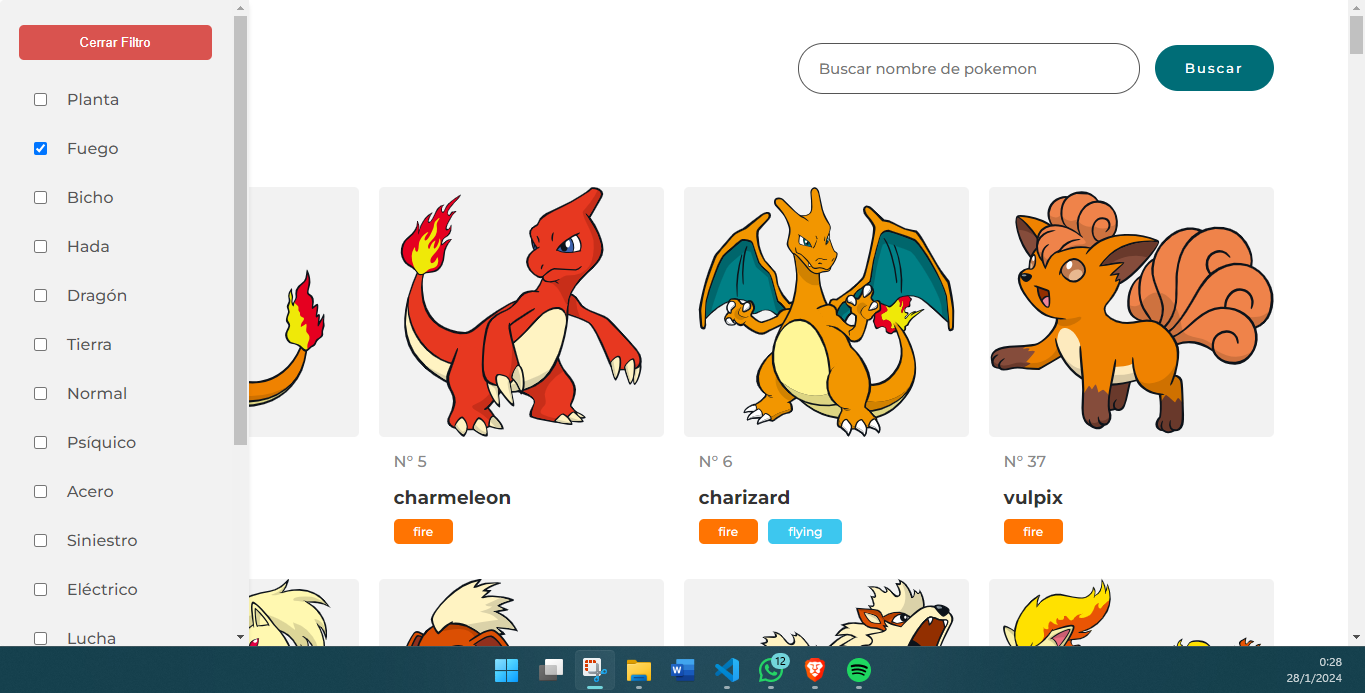 Cerrar Filtro
Planta
Fuego
Bicho
Hada
Dragón
Tierra
Normal
Psíquico
Acero
Siniestro
Eléctrico
Lucha
Buscar nombre de pokemon
Buscar
N° 5
charmeleon
fire
N° 6
charizard
fire flying
N° 37
vulpix
fire
W
12
0:28
28/1/2024